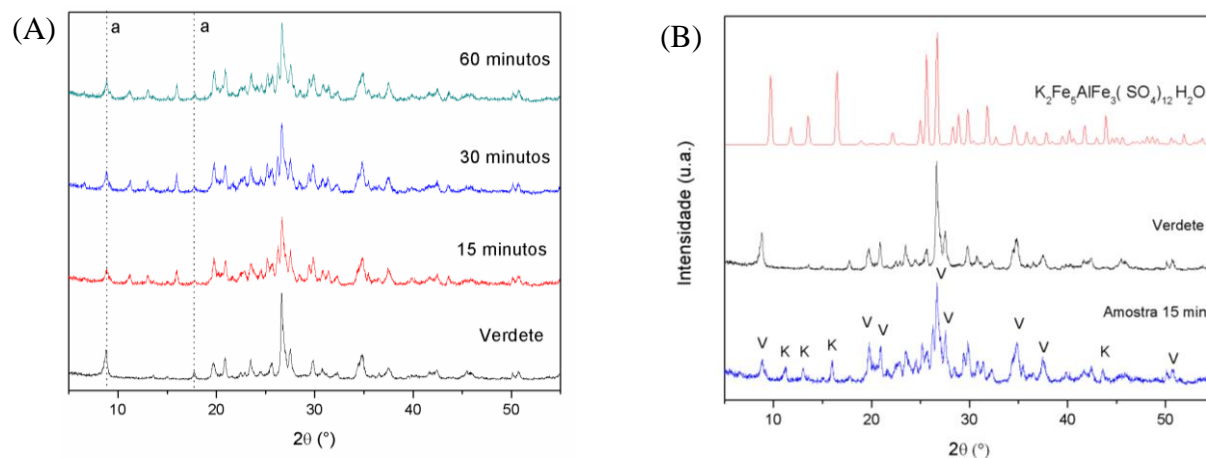 (A)
a a
60 minutos
30 minutos
15 minutos
Verdete
10 20 30 40 50
2θ (°)
(B)
K₂Fe₅AlFe₃( SO₄)₁₂H₂O
Intensidade (u.a.)
Verdete
Amostra 15 min
V K K K V V V V V V K V
10 20 30 40
2θ (°)